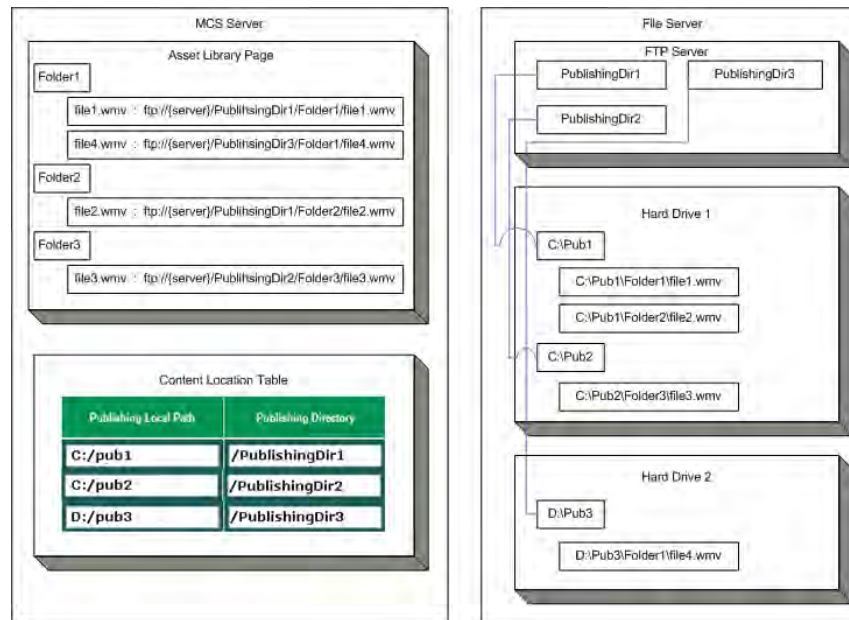 MCS Server
Asset Library Page
Folder1
file1.wmv : ftp://{server}/PublihsingDir1/Folder1/file1.wmv
file4.wmv : ftp://{server}/PublihsingDir3/Folder1/file4.wmv
Folder2
file2.wmv : ftp://{server}/PublihsingDir1/Folder2/file2.wmv
Folder3
file3.wmv : ftp://{server}/PublihsingDir2/Folder3/file3.wmv
Content Location Table
Publishing Local Path Publishing Directory
C:/pub1 /PublishingDir1
C:/pub2 /PublishingDir2
D:/pub3 /PublishingDir3
File Server
FTP Server
PublishingDir1 PublishingDir3
PublishingDir2
Hard Drive 1
C:\Pub1
C:\Pub1\Folder1\file1.wmv
C:\Pub1\Folder2\file2.wmv
C:\Pub2
C:\Pub2\Folder3\file3.wmv
Hard Drive 2
D:\Pub3
D:\Pub3\Folder1\file4.wmv